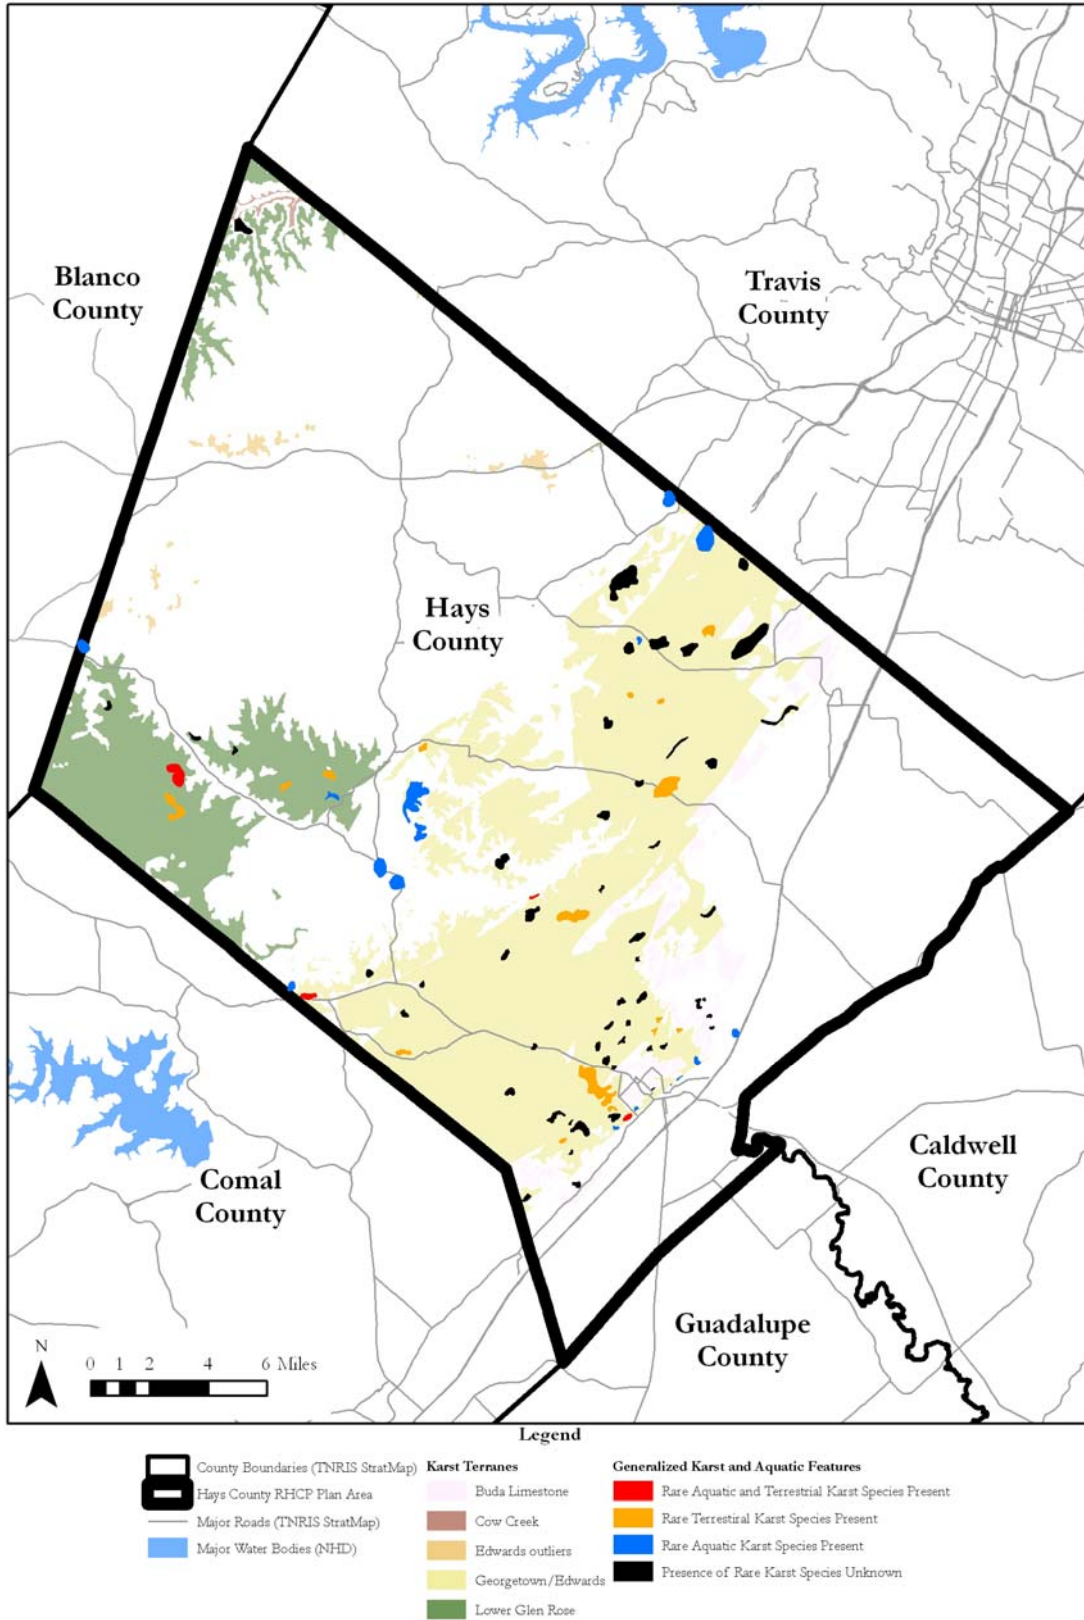 Blanco
County
Travis
County
Hays
County
Comal
County
Caldwell
County
Guadalupe
County
N
0 1 2 4 6 Miles
Legend
County Boundaries (TNRIS StratMap)
Hays County RHCP Plan Area
Major Roads (TNRIS StratMap)
Major Water Bodies (NHD)
Karst Terranes
Buda Limestone
Cow Creek
Edwards outliers
Georgetown/Edwards
Lower Glen Rose
Generalized Karst and Aquatic Features
Rare Aquatic and Terrestrial Karst Species Present
Rare Terrestiral Karst Species Present
Rare Aquatic Karst Species Present
Presence of Rare Karst Species Unknown